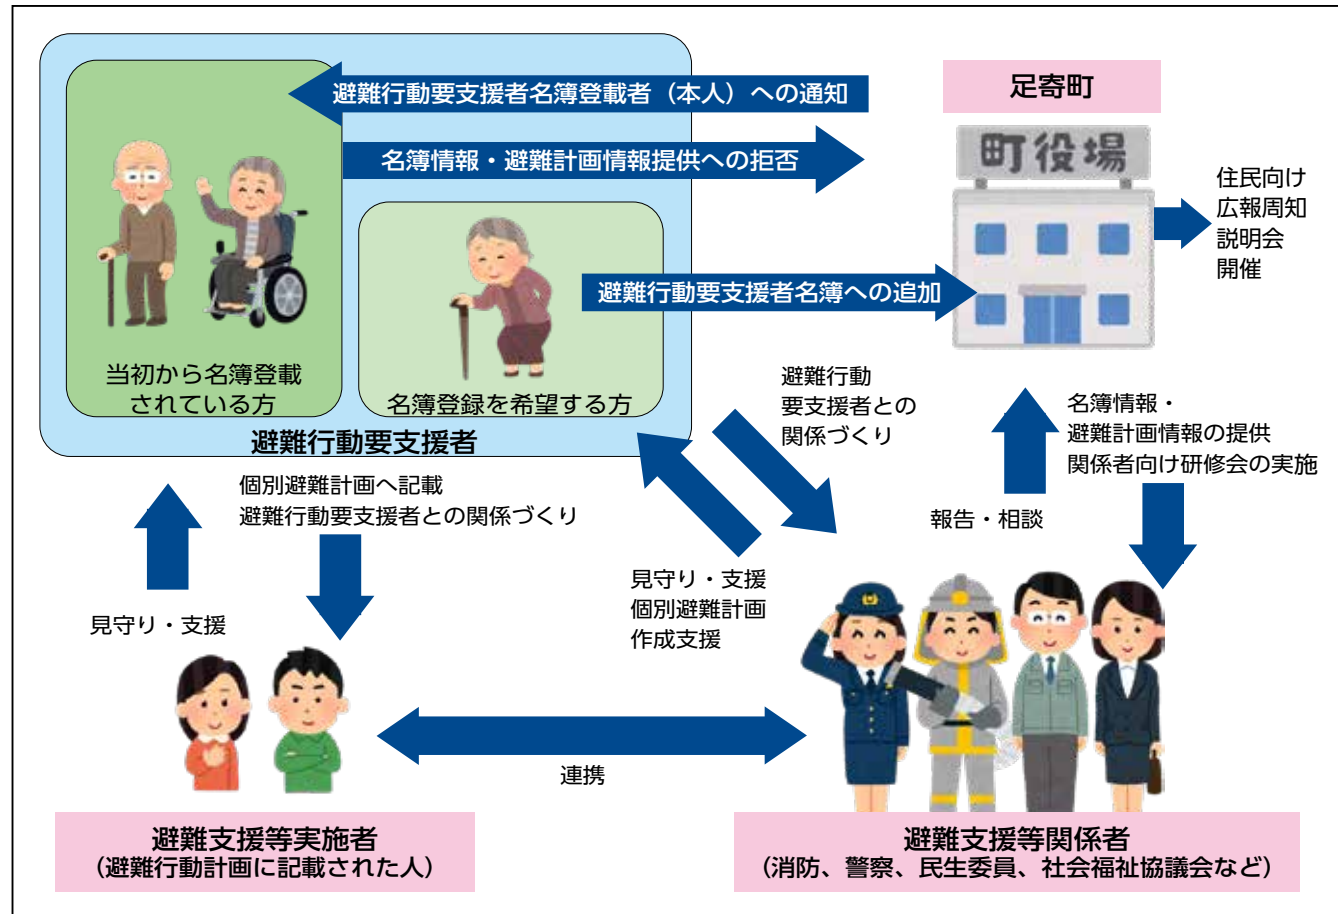 避難行動要支援者名簿登載者（本人）への通知
足寄町
町役場
名簿情報・避難計画情報提供への拒否
住民向け
広報周知
説明会
開催
避難行動要支援者名簿への追加
当初から名簿登載
されている方
名簿登録を希望する方
避難行動要支援者
避難行動
要支援者との
関係づくり
名簿情報・
避難計画情報の提供
関係者向け研修会の実施
個別避難計画へ記載
避難行動要支援者との関係づくり
報告・相談
見守り・支援
見守り・支援
個別避難計画
作成支援
連携
避難支援等実施者
（避難行動計画に記載された人）
避難支援等関係者
（消防、警察、民生委員、社会福祉協議会など）